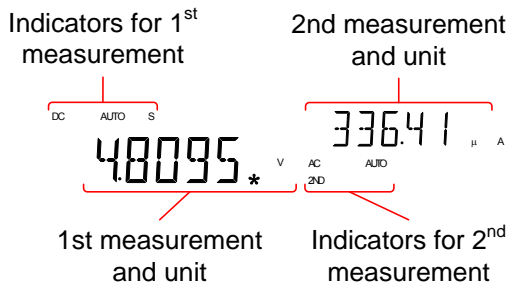 Indicators for 1st
measurement
2nd measurement
and unit
DC AUTO S
4.8095* V
336.41 μ A
AC AUTO
2ND
1st measurement
and unit
Indicators for 2nd
measurement